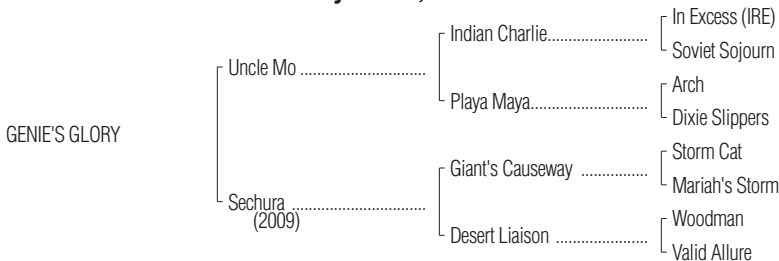 In Excess (IRE)
Indian Charlie
Soviet Sojourn
Uncle Mo
Arch
Playa Maya
Dixie Slippers
GENIE'S GLORY
Storm Cat
Giant's Causeway
Mariah's Storm
Sechura
(2009)
Woodman
Desert Liaison
Valid Allure